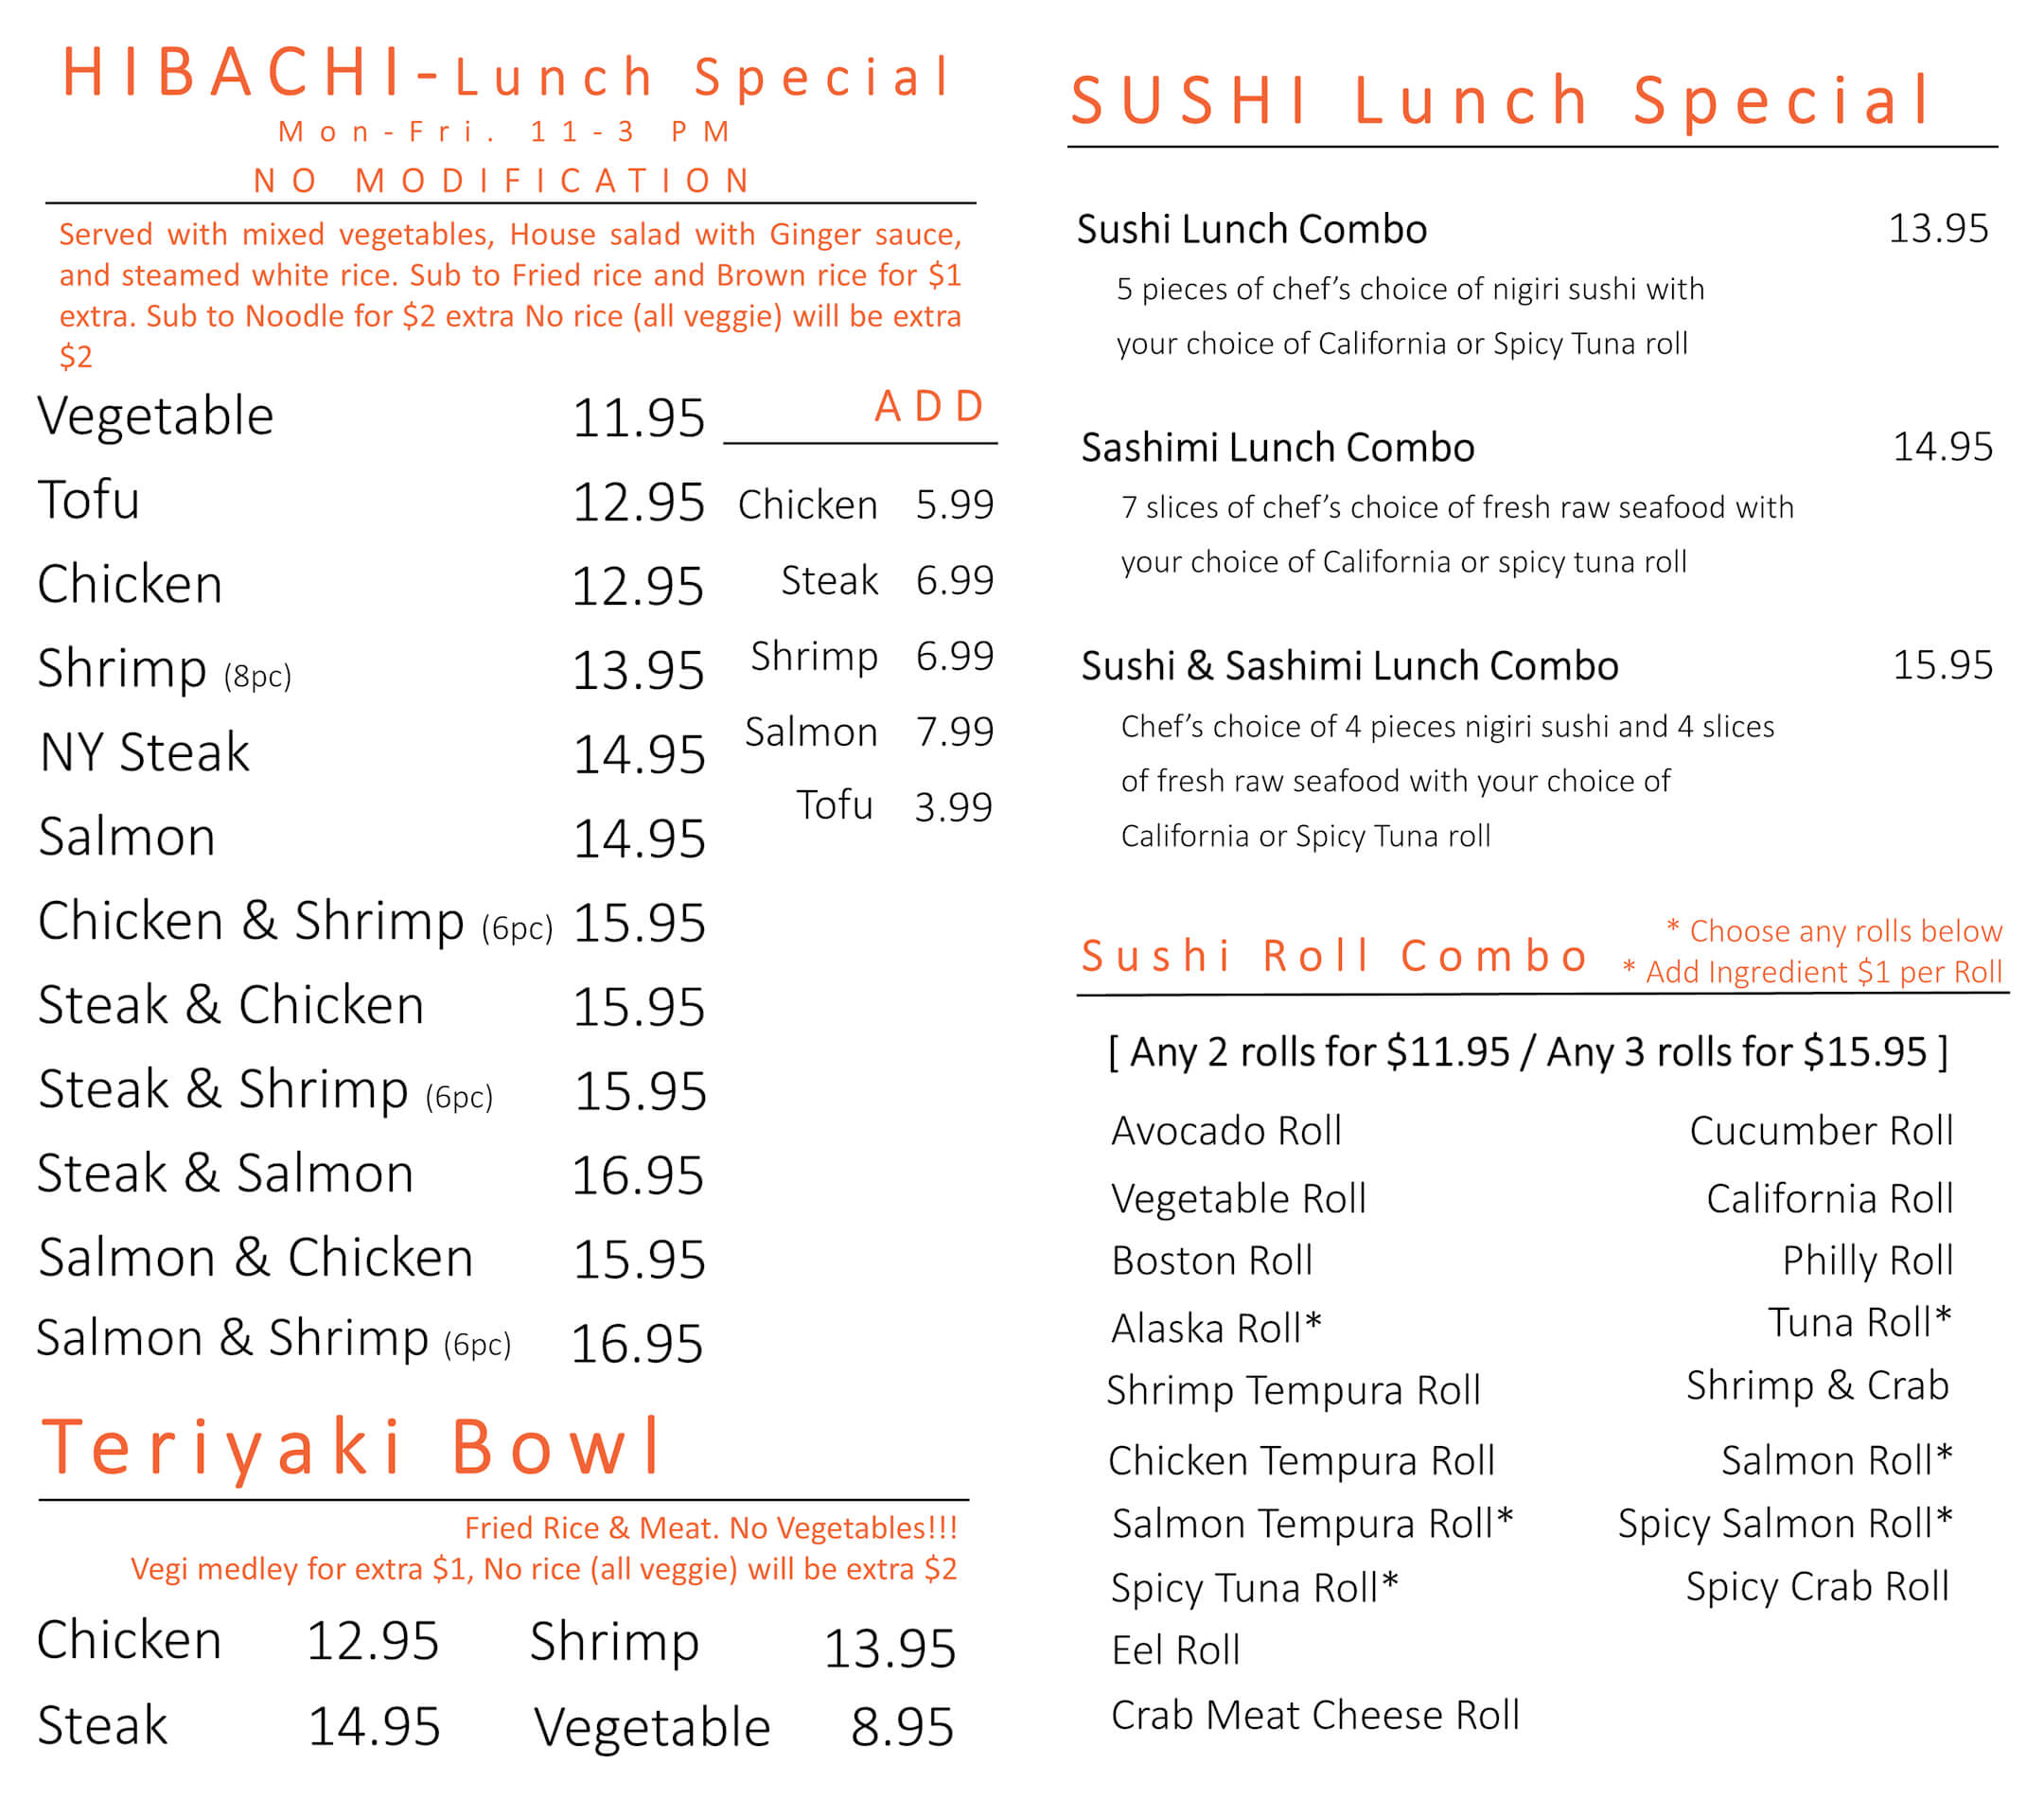 HIBACHI-Lunch Special
Mon-Fri. 11-3 PM
NO MODIFICATION
Served with mixed vegetables, House salad with Ginger sauce,
and steamed white rice. Sub to Fried rice and Brown rice for $1
extra. Sub to Noodle for $2 extra No rice (all veggie) will be extra
$2
Vegetable 11.95
Tofu 12.95
Chicken 12.95
Shrimp (8pc) 13.95
NY Steak 14.95
Salmon 14.95
Chicken & Shrimp (6pc) 15.95
Steak & Chicken 15.95
Steak & Shrimp (6pc) 15.95
Steak & Salmon 16.95
Salmon & Chicken 15.95
Salmon & Shrimp (6pc) 16.95
ADD
Chicken 5.99
Steak 6.99
Shrimp 6.99
Salmon 7.99
Tofu 3.99
Teriyaki Bowl
Fried Rice & Meat. No Vegetables!!!
Vegi medley for extra $1, No rice (all veggie) will be extra $2
Chicken 12.95 Shrimp 13.95
Steak 14.95 Vegetable 8.95
SUSHI Lunch Special
Sushi Lunch Combo 13.95
5 pieces of chef’s choice of nigiri sushi with
your choice of California or Spicy Tuna roll
Sashimi Lunch Combo 14.95
7 slices of chef’s choice of fresh raw seafood with
your choice of California or spicy tuna roll
Sushi & Sashimi Lunch Combo 15.95
Chef’s choice of 4 pieces nigiri sushi and 4 slices
of fresh raw seafood with your choice of
California or Spicy Tuna roll
Sushi Roll Combo
* Choose any rolls below
* Add Ingredient $1 per Roll
[ Any 2 rolls for $11.95 / Any 3 rolls for $15.95 ]
Avocado Roll Cucumber Roll
Vegetable Roll California Roll
Boston Roll Philly Roll
Alaska Roll* Tuna Roll*
Shrimp Tempura Roll Shrimp & Crab
Chicken Tempura Roll Salmon Roll*
Salmon Tempura Roll* Spicy Salmon Roll*
Spicy Tuna Roll* Spicy Crab Roll
Eel Roll
Crab Meat Cheese Roll